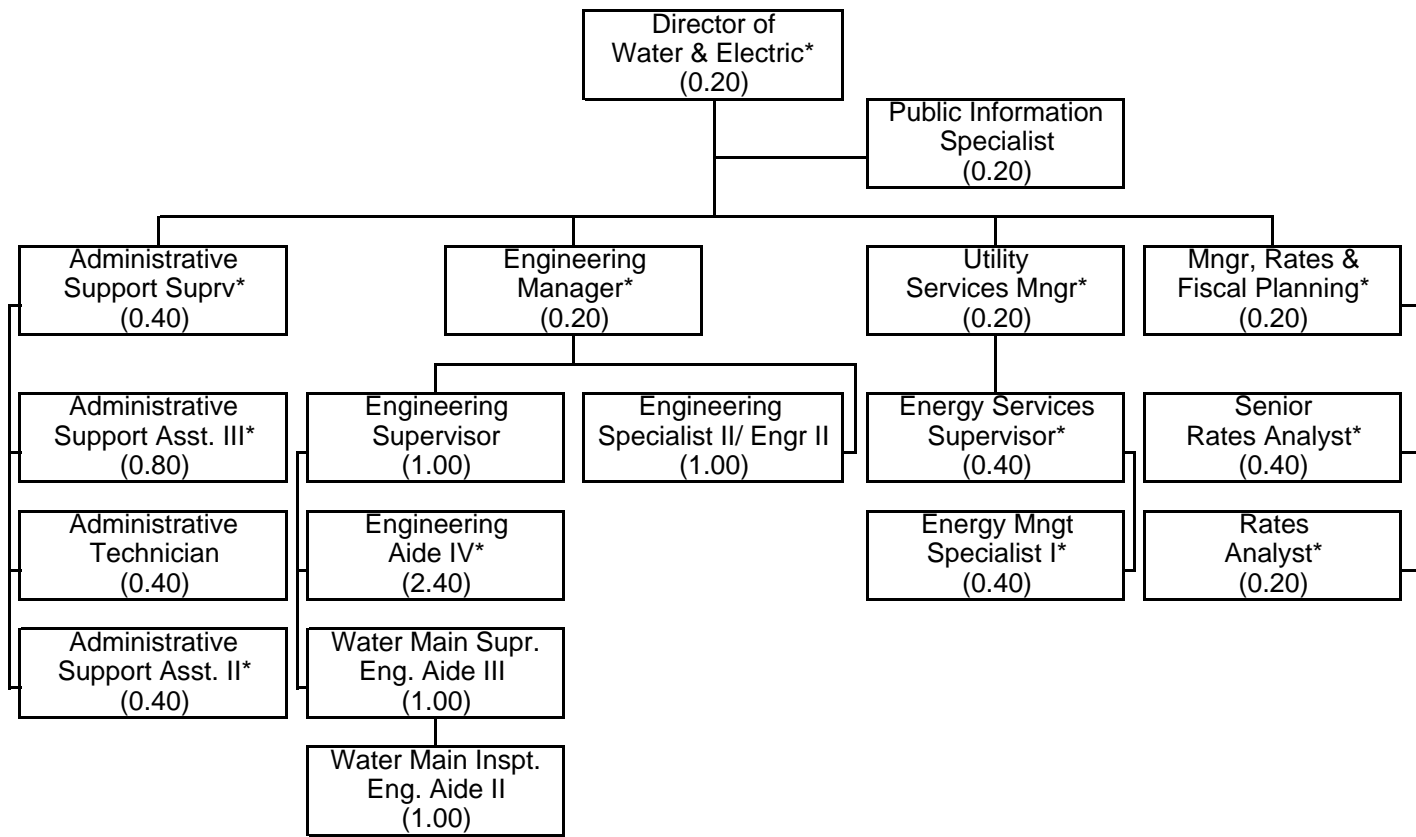 Director of
Water & Electric*
(0.20)
Public Information
Specialist
(0.20)
Administrative
Support Suprv*
(0.40)
Engineering
Manager*
(0.20)
Utility
Services Mngr*
(0.20)
Mngr, Rates &
Fiscal Planning*
(0.20)
Administrative
Support Asst. III*
(0.80)
Engineering
Supervisor
(1.00)
Engineering
Specialist II/ Engr II
(1.00)
Energy Services
Supervisor*
(0.40)
Senior
Rates Analyst*
(0.40)
Administrative
Technician
(0.40)
Engineering
Aide IV*
(2.40)
Energy Mngt
Specialist I*
(0.40)
Rates
Analyst*
(0.20)
Administrative
Support Asst. II*
(0.40)
Water Main Supr.
Eng. Aide III
(1.00)
Water Main Inspt.
Eng. Aide II
(1.00)